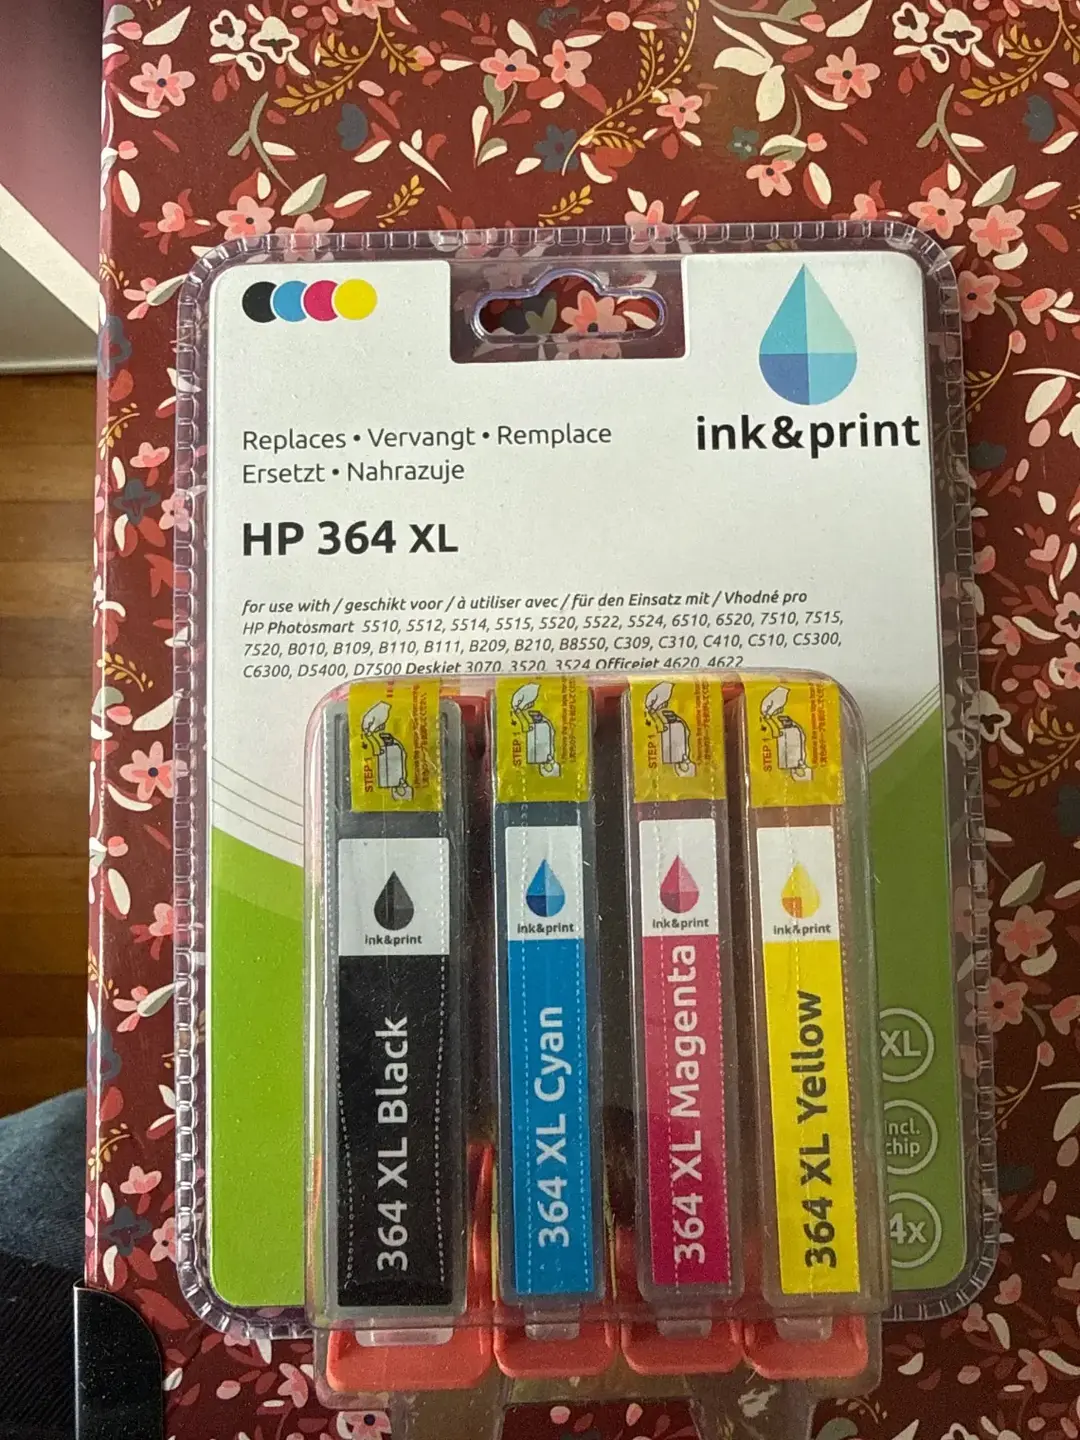 ink&print
Replaces • Vervangt • Remplace
Ersetzt • Nahrazuje
HP 364 XL
for use with / geschikt voor / à utiliser avec / für den Einsatz mit / Vhodné pro
HP Photosmart 5510, 5512, 5514, 5515, 5520, 5522, 5524, 6510, 6520, 7510, 7515,
7520, B010, B109, B110, B111, B209, B210, B8550, C309, C310, C410, C510, C5300,
C6300, D5400, D7500 Deskjet 3070, 3520, 3524 Officejet 4620, 4622
STEP 1
STEP 1
STEP 1
STEP 1
ink&print
ink&print
ink&print
ink&print
364 XL Black
364 XL Cyan
364 XL Magenta
364 XL Yellow
XL
incl.
chip
4x